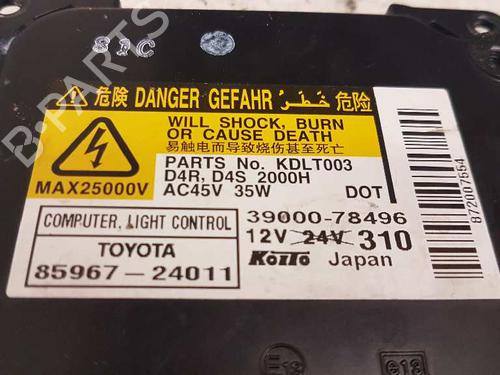 81C
⚠ 危険 DANGER GEFAHR خَطَر 危险 ⚠
WILL SHOCK, BURN
OR CAUSE DEATH
易触电而导致烧伤甚至死亡
MAX25000V
PARTS No. KDLT003
D4R, D4S 2000H
AC45V 35W
DOT
COMPUTER, LIGHT CONTROL
TOYOTA
85967-24011
39000-78496
12V 24V 310
KOITO Japan
872007554
B-PARTS
e13